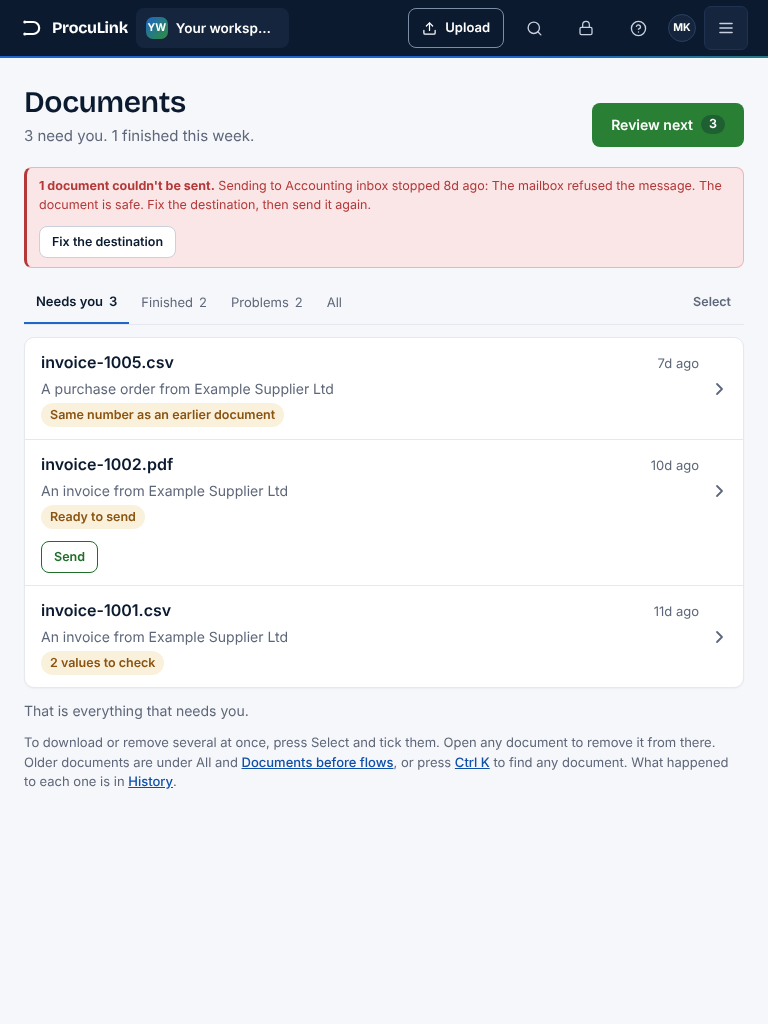 ProcuLink
YW Your worksp...
Upload
MK
Documents
3 need you. 1 finished this week.
Review next 3
1 document couldn't be sent. Sending to Accounting inbox stopped 8d ago: The mailbox refused the message. The
document is safe. Fix the destination, then send it again.
Fix the destination
Needs you 3 Finished 2 Problems 2 All Select
invoice-1005.csv 7d ago
A purchase order from Example Supplier Ltd
Same number as an earlier document
invoice-1002.pdf 10d ago
An invoice from Example Supplier Ltd
Ready to send
Send
invoice-1001.csv 11d ago
An invoice from Example Supplier Ltd
2 values to check
That is everything that needs you.
To download or remove several at once, press Select and tick them. Open any document to remove it from there.
Older documents are under All and Documents before flows, or press Ctrl K to find any document. What happened
to each one is in History.